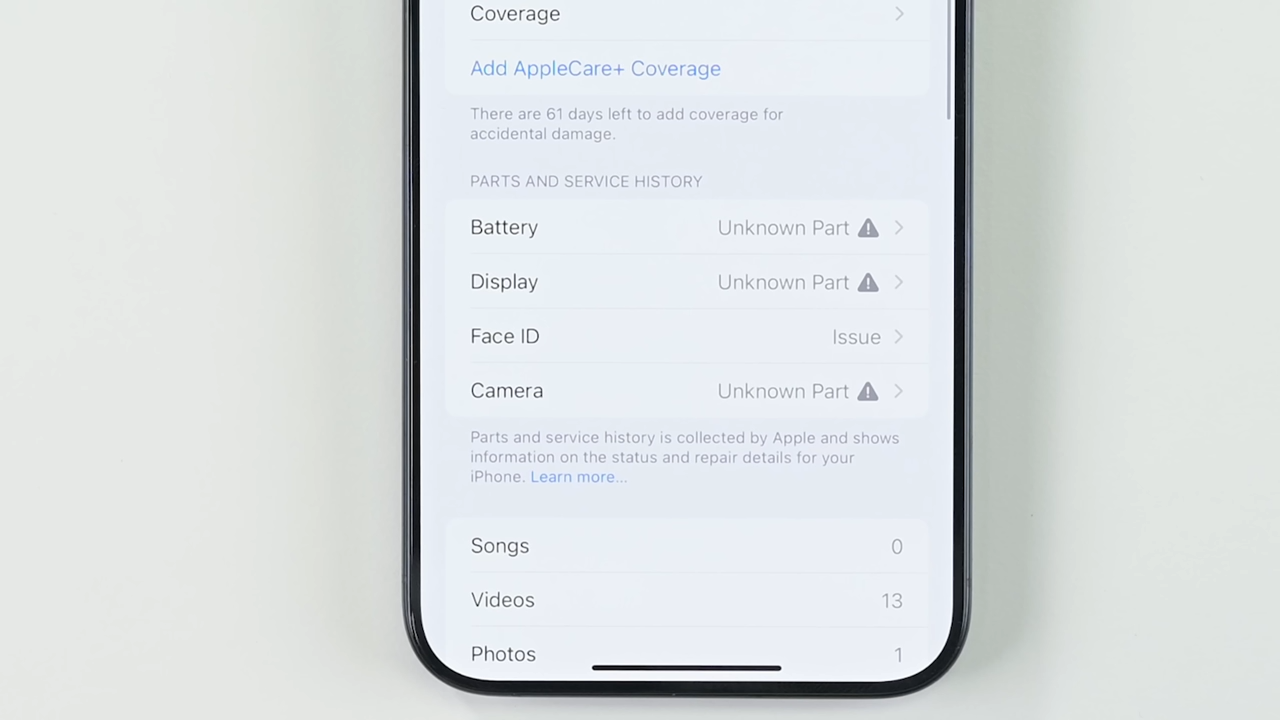 Coverage
Add AppleCare+ Coverage
There are 61 days left to add coverage for
accidental damage.
PARTS AND SERVICE HISTORY
Battery Unknown Part
Display Unknown Part
Face ID Issue
Camera Unknown Part
Parts and service history is collected by Apple and shows
information on the status and repair details for your
iPhone. Learn more...
Songs 0
Videos 13
Photos 1